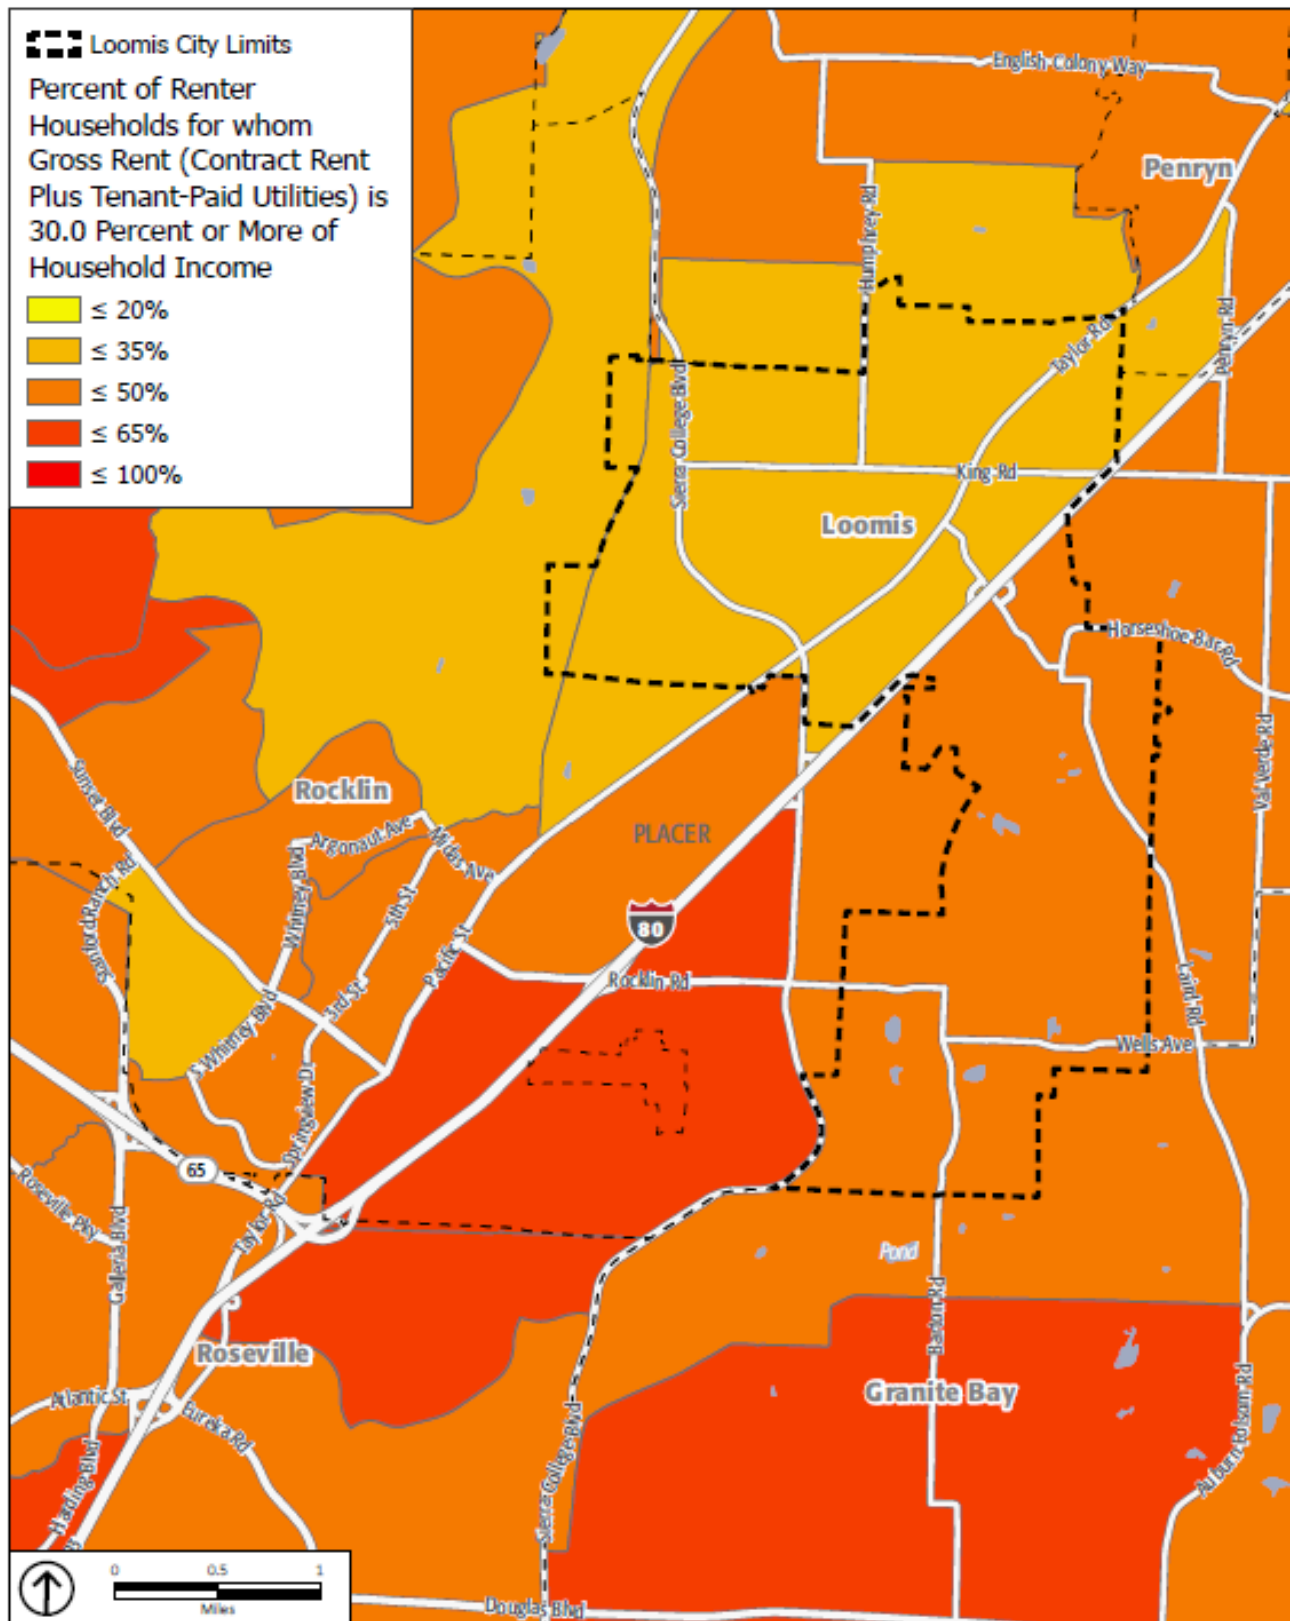 Loomis City Limits
Percent of Renter
Households for whom
Gross Rent (Contract Rent
Plus Tenant-Paid Utilities) is
30.0 Percent or More of
Household Income
≤ 20%
≤ 35%
≤ 50%
≤ 65%
≤ 100%
English Colony Way
Penryn
Humphrey Rd
Taylor Rd
Penryn Rd
Sierra College Blvd
King Rd
Loomis
Horseshoe Bar Rd
Val Verde Rd
Sunset Blvd
Rocklin
Argonaut Ave
Midas Ave
PLACER
Stanford Ranch Rd
Whitney Blvd
5th St
Pacific St
80
Rocklin Rd
3rd St
Laird Rd
S Whitney Blvd
Wells Ave
Springview Dr
65
Roseville Pky
Galleria Blvd
Taylor Rd
Pond
Barton Rd
Roseville
Granite Bay
Atlantic St
Eureka Rd
Auburn Folsom Rd
Harding Blvd
Sierra College Blvd
0 0.5 1
Miles
Douglas Blvd